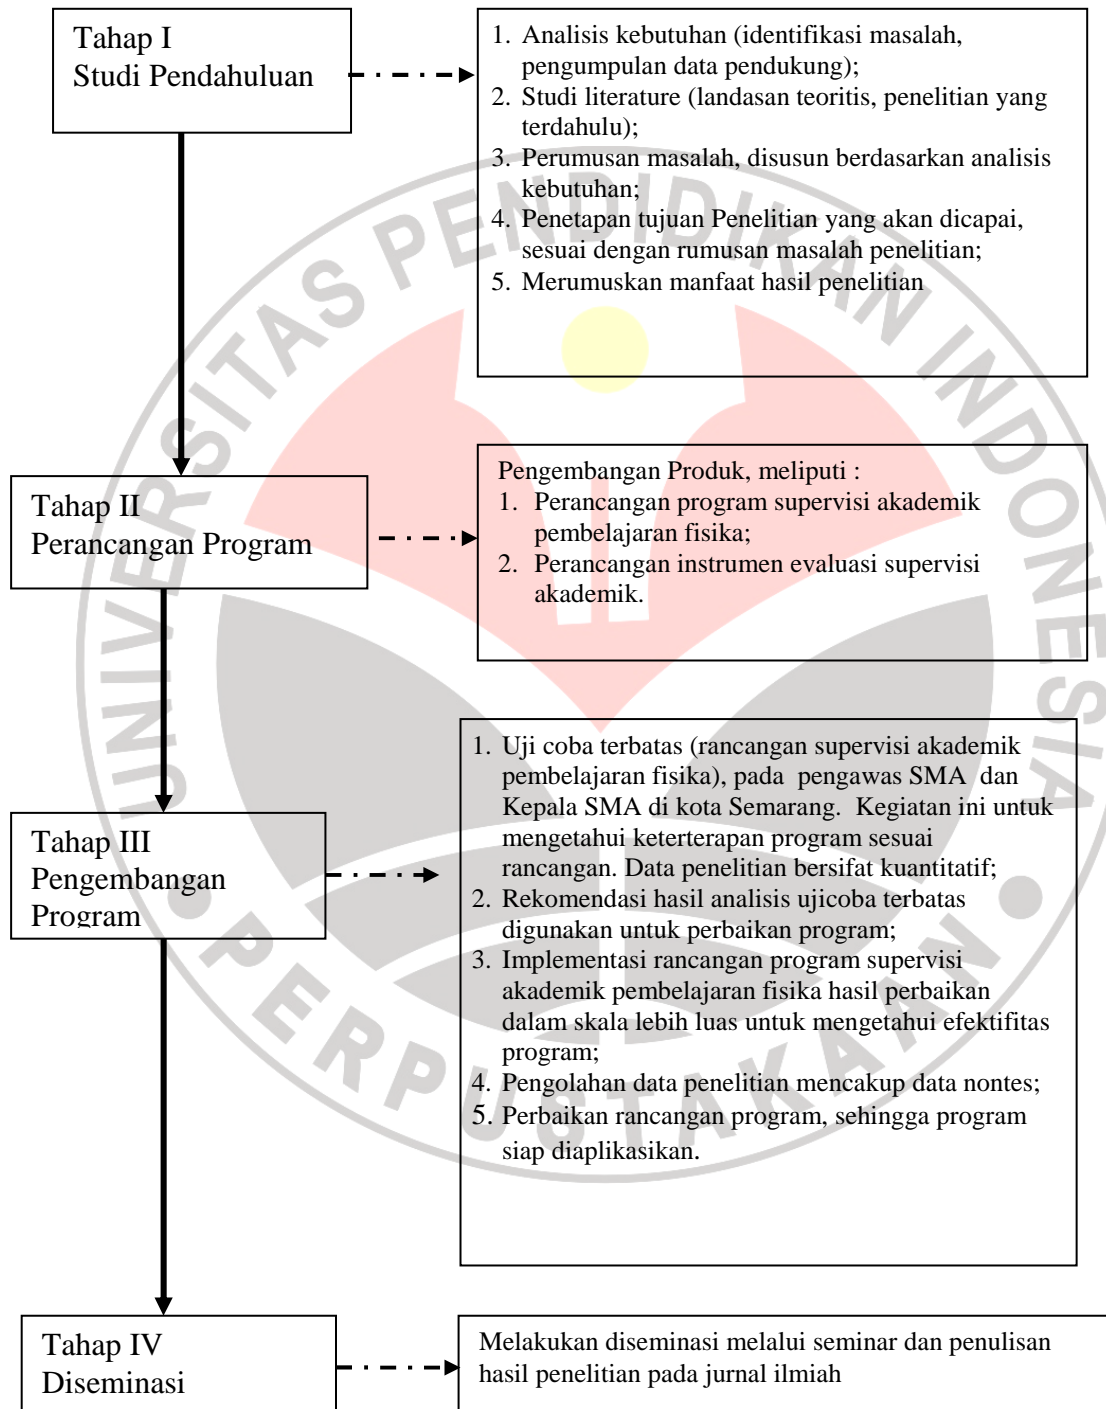 Tahap I
Studi Pendahuluan
1. Analisis kebutuhan (identifikasi masalah,
pengumpulan data pendukung);
2. Studi literature (landasan teoritis, penelitian yang
terdahulu);
3. Perumusan masalah, disusun berdasarkan analisis
kebutuhan;
4. Penetapan tujuan Penelitian yang akan dicapai,
sesuai dengan rumusan masalah penelitian;
5. Merumuskan manfaat hasil penelitian
Tahap II
Perancangan Program
Pengembangan Produk, meliputi :
1. Perancangan program supervisi akademik
pembelajaran fisika;
2. Perancangan instrumen evaluasi supervisi
akademik.
Tahap III
Pengembangan
Program
1. Uji coba terbatas (rancangan supervisi akademik
pembelajaran fisika), pada pengawas SMA dan
Kepala SMA di kota Semarang. Kegiatan ini untuk
mengetahui keterterapan program sesuai
rancangan. Data penelitian bersifat kuantitatif;
2. Rekomendasi hasil analisis ujicoba terbatas
digunakan untuk perbaikan program;
3. Implementasi rancangan program supervisi
akademik pembelajaran fisika hasil perbaikan
dalam skala lebih luas untuk mengetahui efektifitas
program;
4. Pengolahan data penelitian mencakup data nontes;
5. Perbaikan rancangan program, sehingga program
siap diaplikasikan.
Tahap IV
Diseminasi
Melakukan diseminasi melalui seminar dan penulisan
hasil penelitian pada jurnal ilmiah
UNIVERSITAS PENDIDIKAN INDONESIA
PERPUSTAKAAN